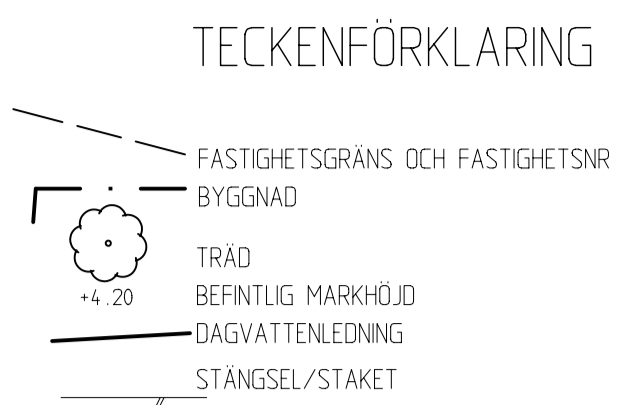 TECKENFÖRKLARING
FASTIGHETSGRÄNS OCH FASTIGHETSNR
BYGGNAD
TRÄD
+4.20 BEFINTLIG MARKHÖJD
DAGVATTENLEDNING
STÄNGSEL/STAKET